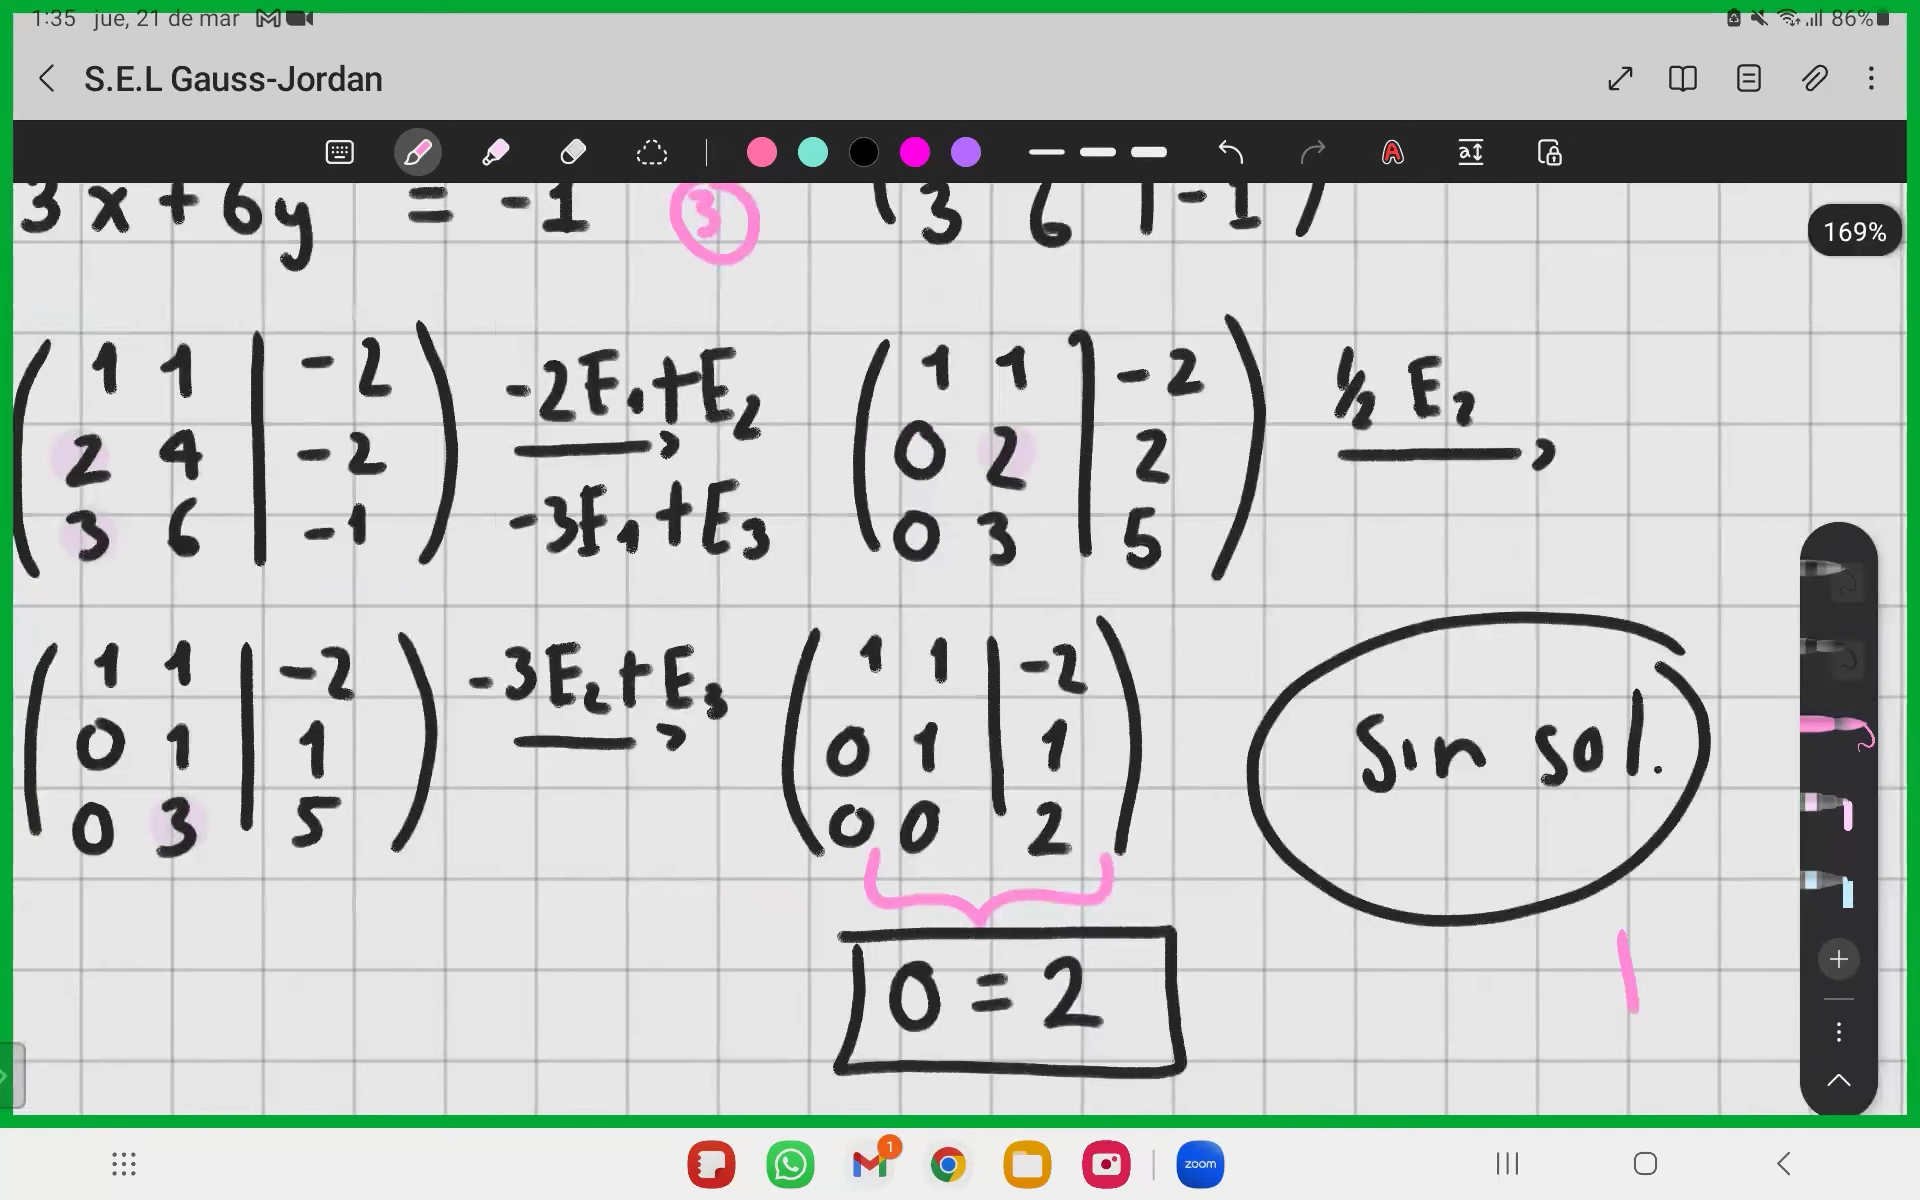 1:35 jue, 21 de mar 86%
S.E.L Gauss-Jordan
3x + 6y = -1 3 ( 3 6 | -1 )
169%
( 1 1 | -2 ) -2E₁+E₂ ( 1 1 | -2 ) 1/2 E₂
2 4 | -2 → 0 2 | 2 →
3 6 | -1 -3E₁+E₃ 0 3 | 5
( 1 1 | -2 ) -3E₂+E₃ ( 1 1 | -2 )
0 1 | 1 → 0 1 | 1 Sin sol.
0 3 | 5 0 0 2
0 = 2
1
zoom